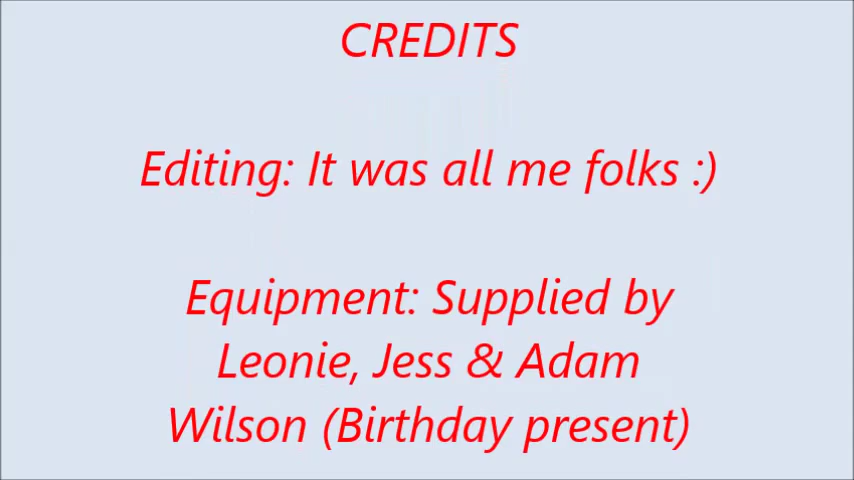 CREDITS
Editing: It was all me folks :)
Equipment: Supplied by
Leonie, Jess & Adam
Wilson (Birthday present)